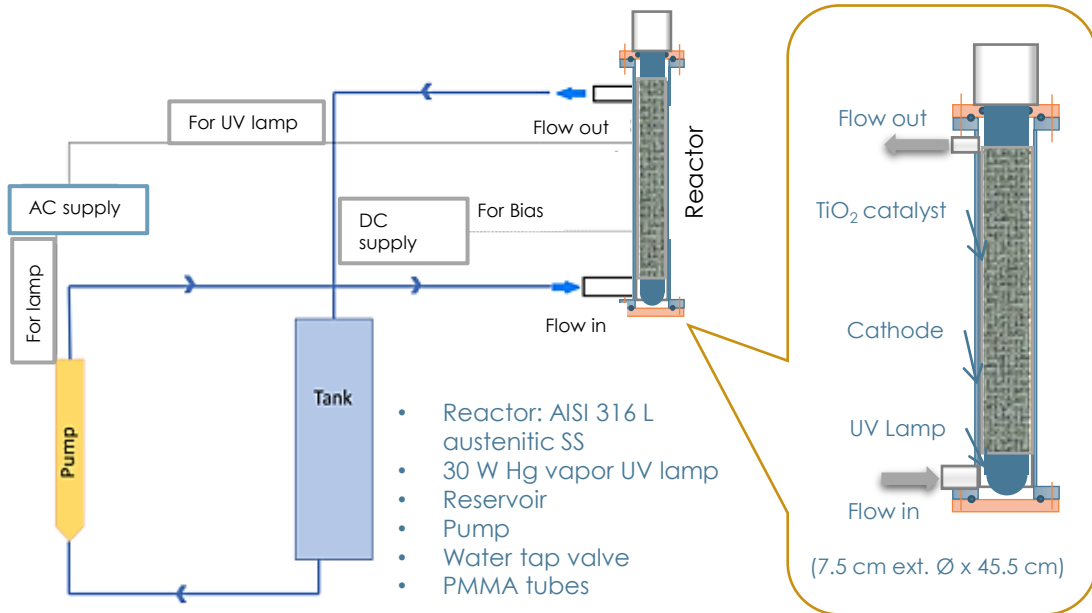 For UV lamp
Flow out
AC supply
For Bias
DC
supply
For lamp
Reactor
Flow in
Pump
Tank
• Reactor: AISI 316 L
austenitic SS
• 30 W Hg vapor UV lamp
• Reservoir
• Pump
• Water tap valve
• PMMA tubes
Flow out
TiO₂ catalyst
Cathode
UV Lamp
Flow in
(7.5 cm ext. Ø x 45.5 cm)